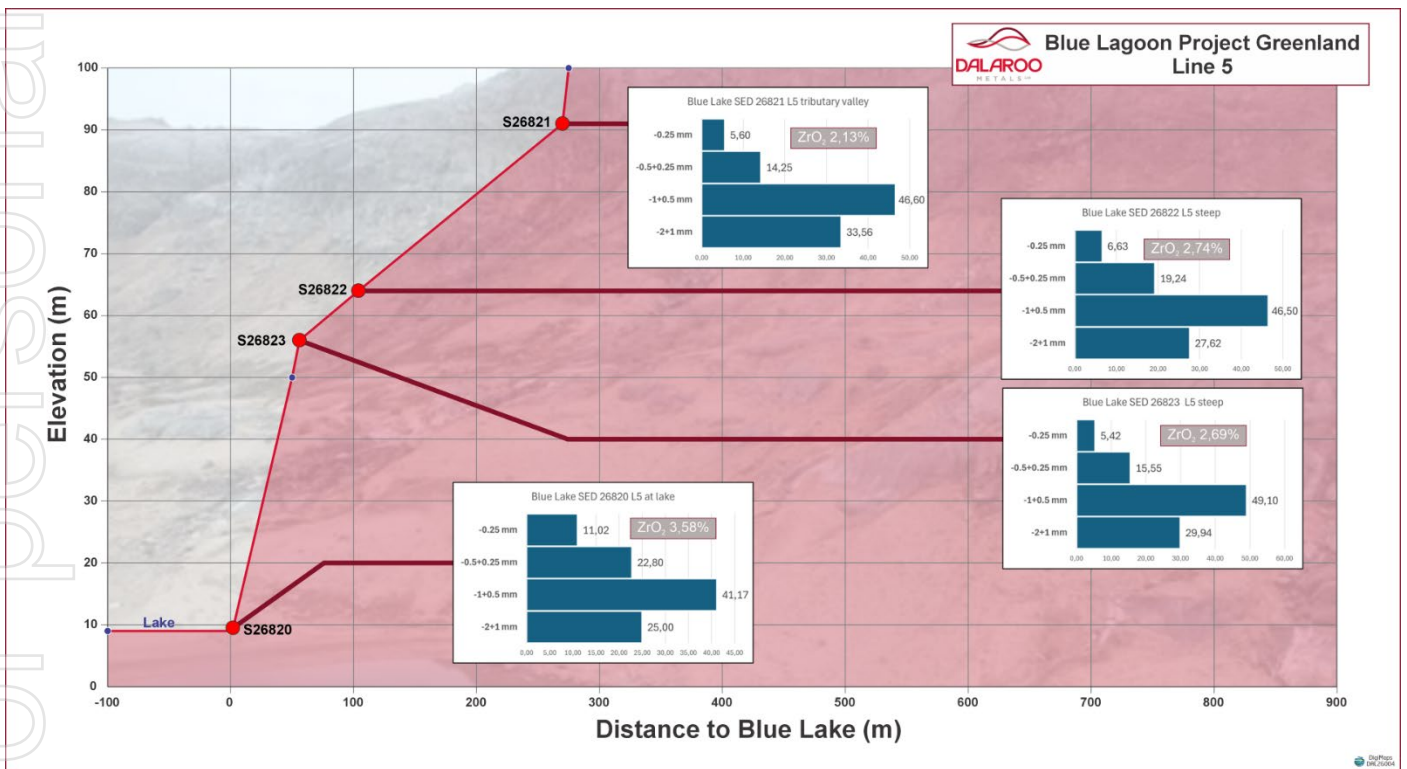 or personal
DALAROO
METALS LTD
Blue Lagoon Project Greenland
Line 5
Elevation (m)
100
90
80
70
60
50
40
30
20
10
0
S26821
S26822
S26823
S26820
Lake
Blue Lake SED 26821 L5 tributary valley
ZrO₂ 2,13%
-0.25 mm 5,60
-0.5+0.25 mm 14,25
-1+0.5 mm 46,60
-2+1 mm 33,56
0,00 10,00 20,00 30,00 40,00 50,00
Blue Lake SED 26822 L5 steep
ZrO₂ 2,74%
-0.25 mm 6,63
-0.5+0.25 mm 19,24
-1+0.5 mm 46,50
-2+1 mm 27,62
0,00 10,00 20,00 30,00 40,00 50,00
Blue Lake SED 26823 L5 steep
ZrO₂ 2,69%
-0.25 mm 5,42
-0.5+0.25 mm 15,55
-1+0.5 mm 49,10
-2+1 mm 29,94
0,00 10,00 20,00 30,00 40,00 50,00 60,00
Blue Lake SED 26820 L5 at lake
ZrO₂ 3,58%
-0.25 mm 11,02
-0.5+0.25 mm 22,80
-1+0.5 mm 41,17
-2+1 mm 25,00
0,00 5,00 10,00 15,00 20,00 25,00 30,00 35,00 40,00 45,00
-100 0 100 200 300 400 500 600 700 800 900
Distance to Blue Lake (m)
DigiMaps